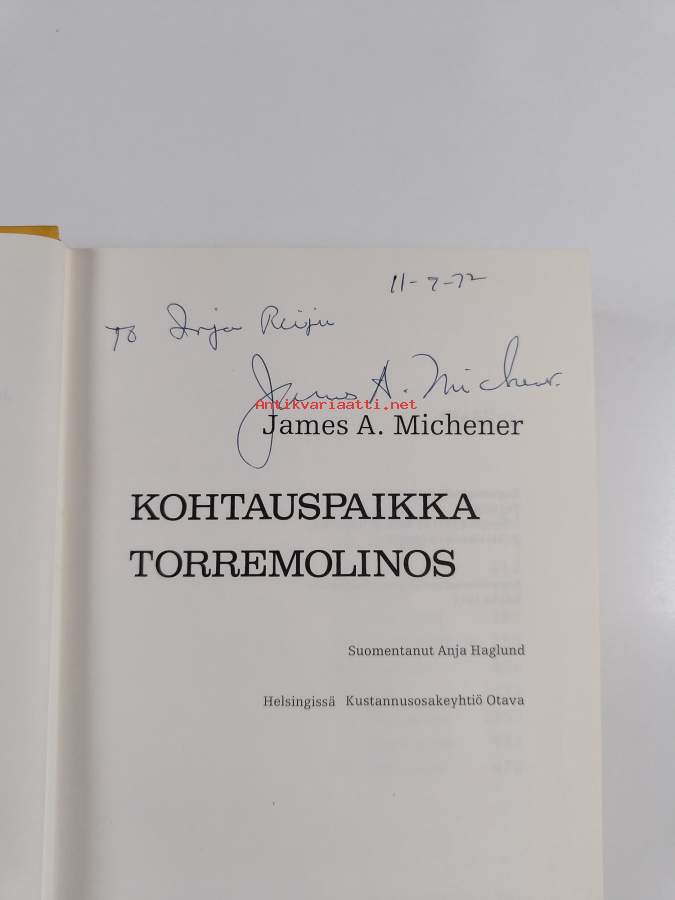 11-7-72
To Irja Reiju
James A. Michener
Antikvariaatti.net
James A. Michener
KOHTAUSPAIKKA
TORREMOLINOS
Suomentanut Anja Haglund
Helsingissä Kustannusosakeyhtiö Otava